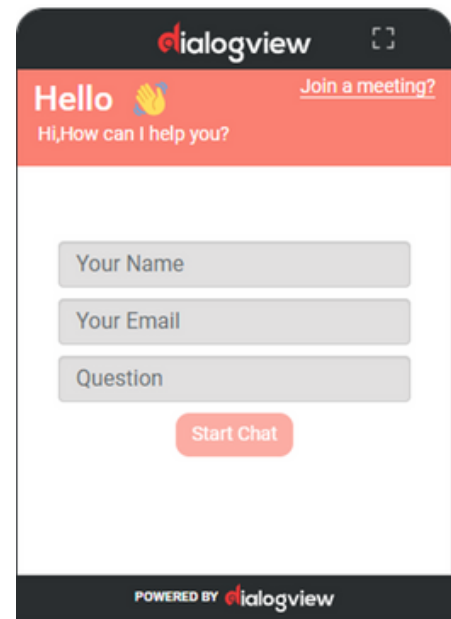 dialogview
Join a meeting?
Hello 👋
Hi,How can I help you?
Your Name
Your Email
Question
Start Chat
POWERED BY dialogview